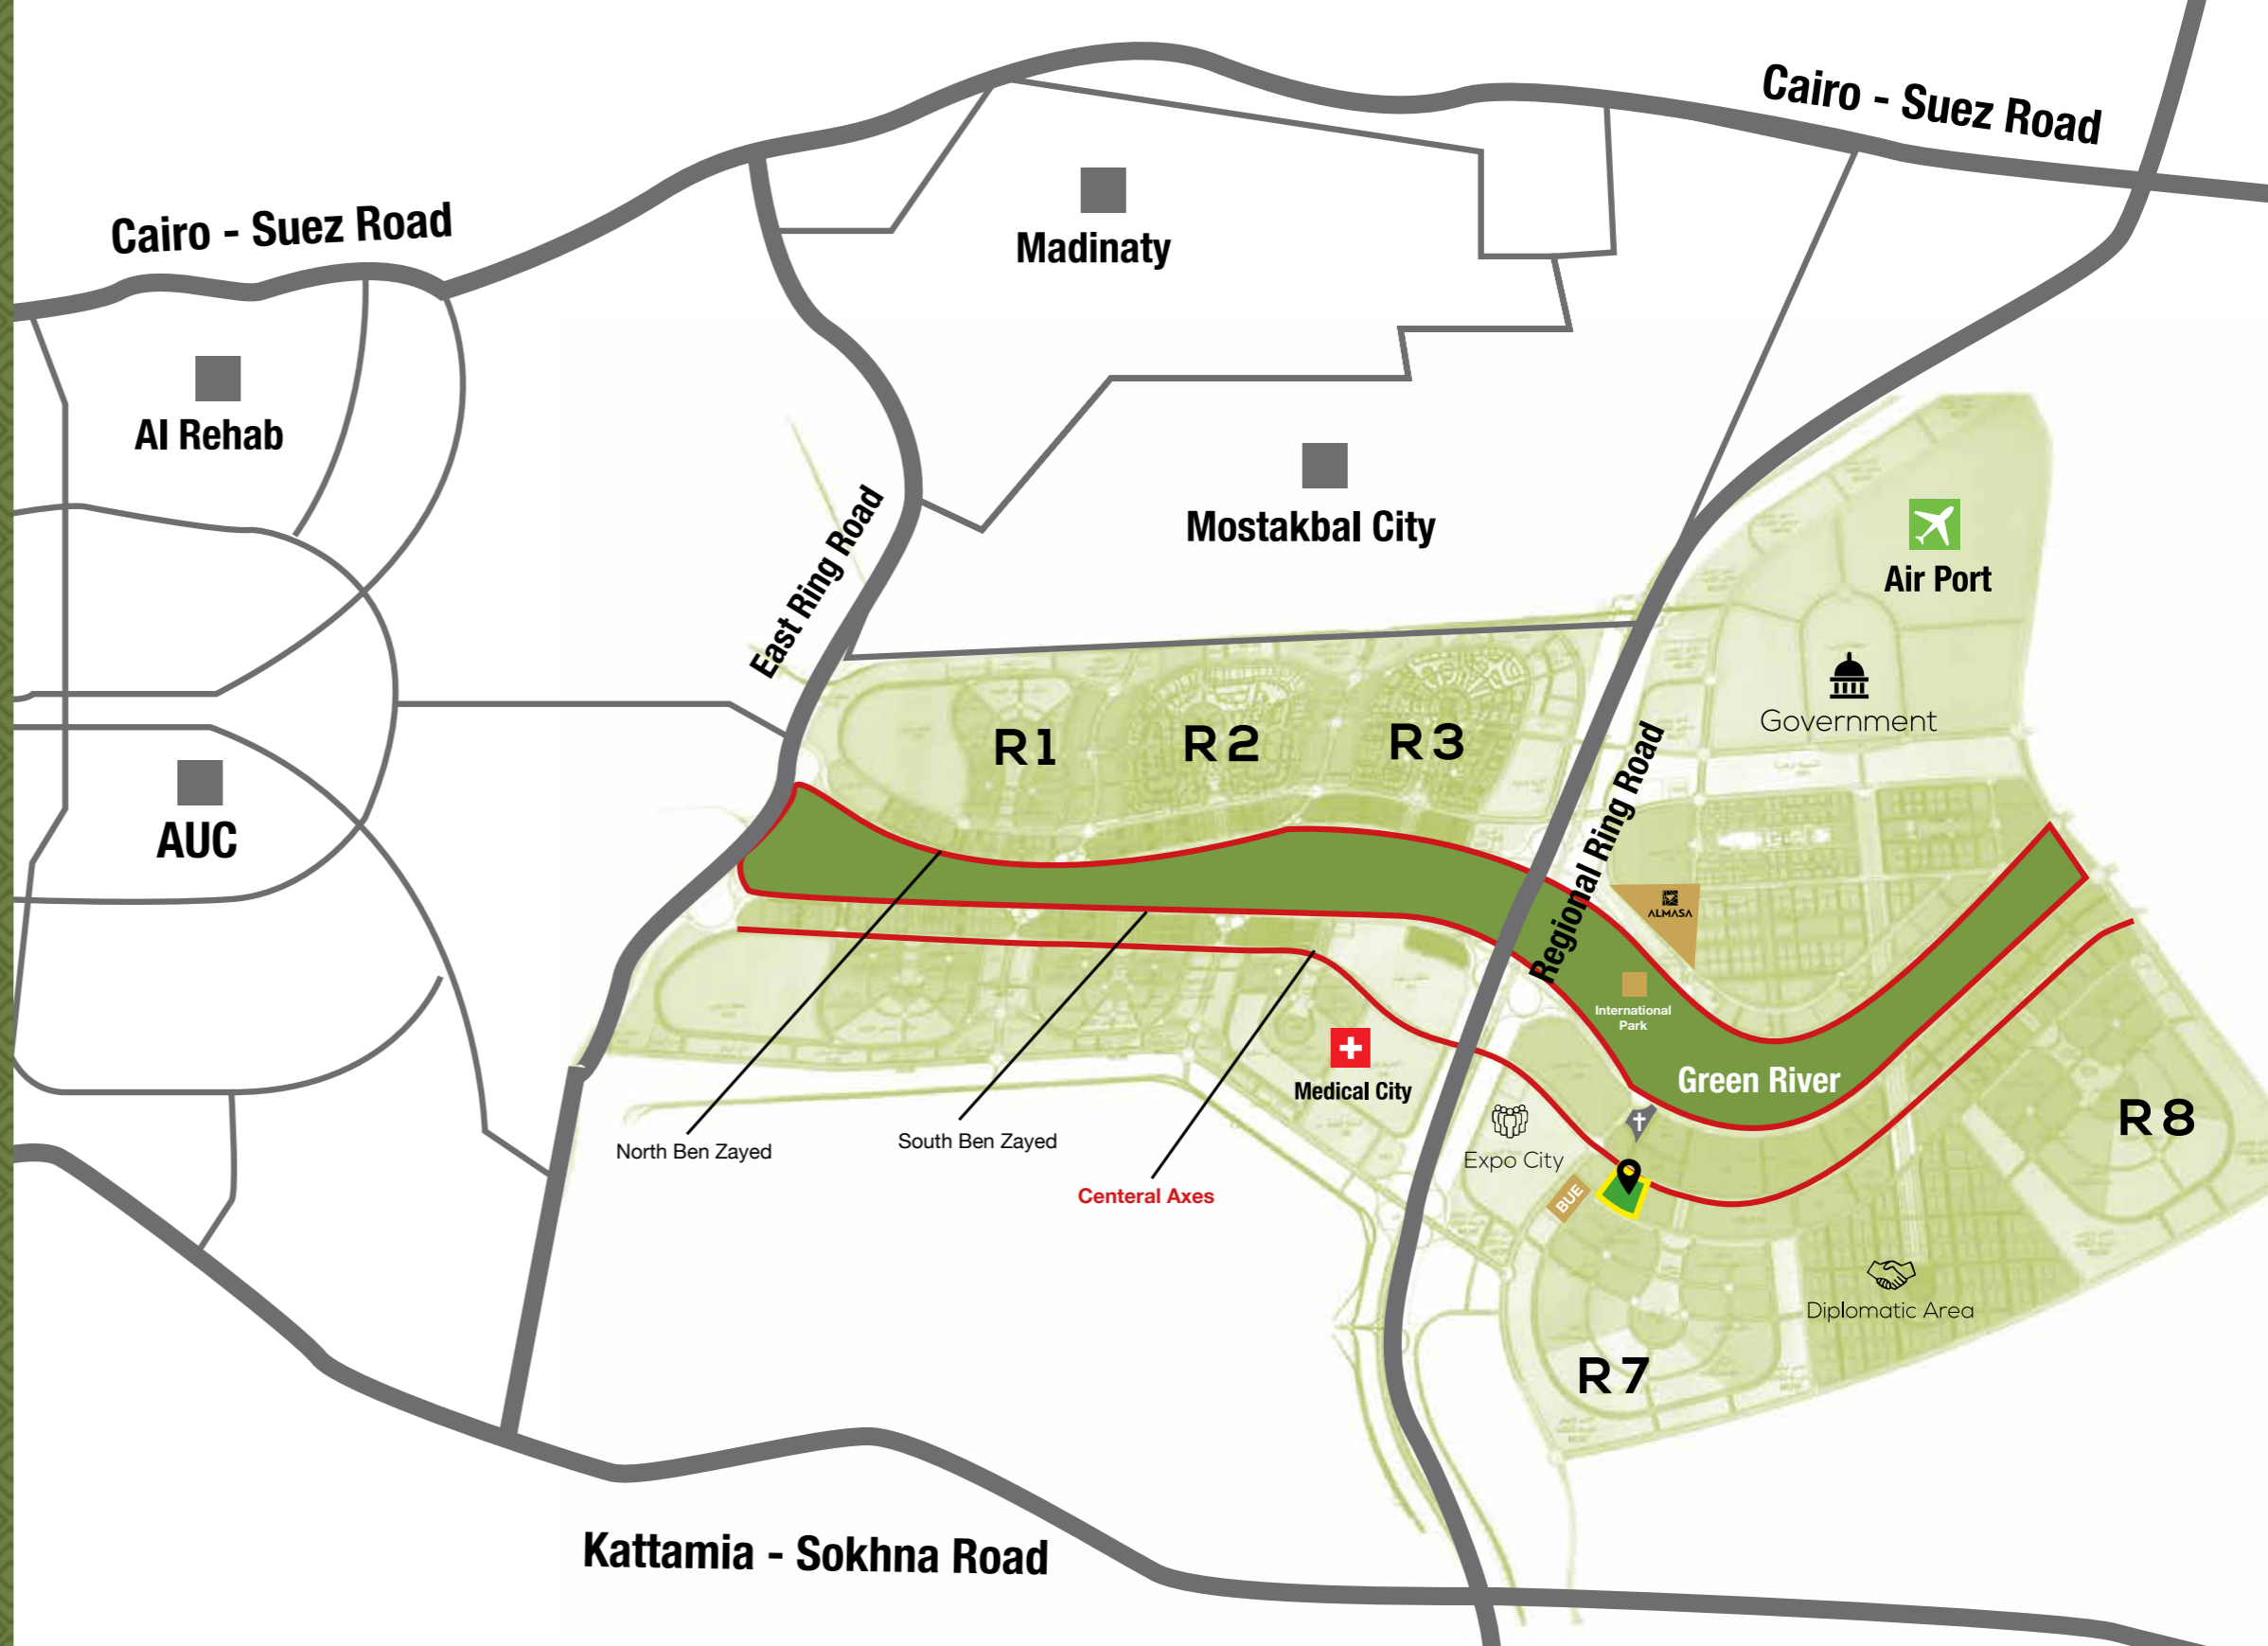 Cairo - Suez Road
Cairo - Suez Road
Madinaty
Al Rehab
Mostakbal City
Air Port
East Ring Road
Government
R1
R2
R3
Regional Ring Road
AUC
ALMASA
International
Park
Green River
Medical City
North Ben Zayed
South Ben Zayed
Centeral Axes
Expo City
BUE
R8
Diplomatic Area
R7
Kattamia - Sokhna Road